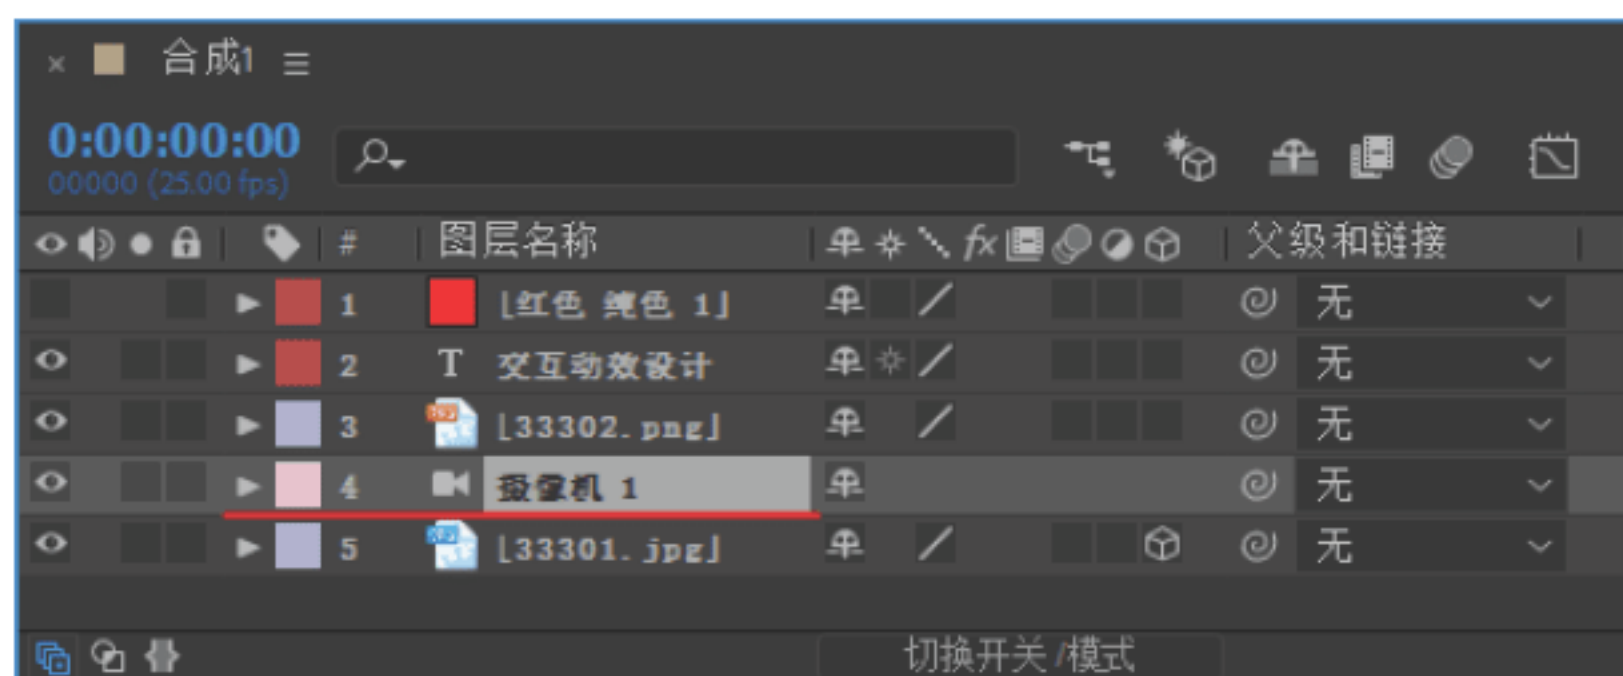 合成1
0:00:00:00
00000 (25.00 fps)
# 图层名称 fx 父级和链接
1 [红色 纯色 1] 无
2 T 交互动效设计 无
3 [33302.png] 无
4 摄像机 1 无
5 [33301.jpg] 无
切换开关/模式